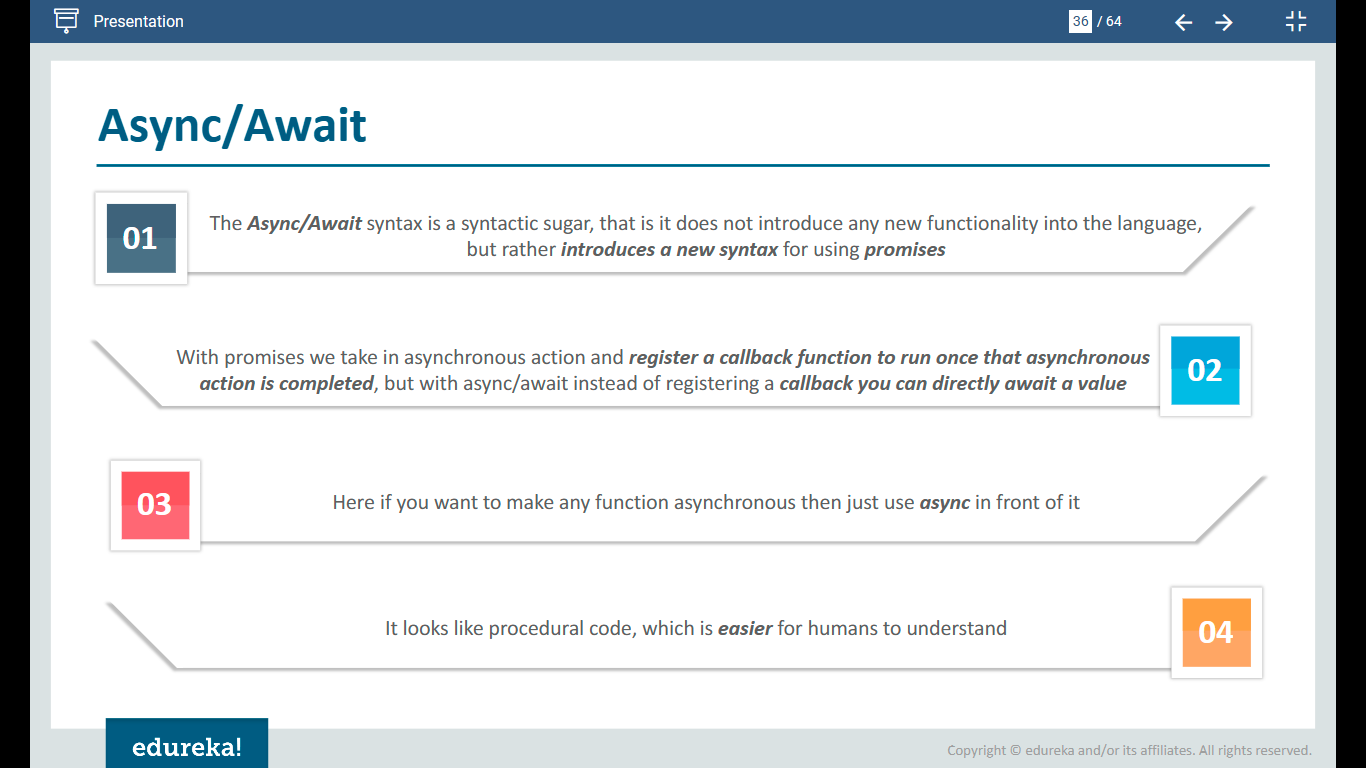 Presentation
36 / 64
Async/Await
01
The Async/Await syntax is a syntactic sugar, that is it does not introduce any new functionality into the language,
but rather introduces a new syntax for using promises
With promises we take in asynchronous action and register a callback function to run once that asynchronous
action is completed, but with async/await instead of registering a callback you can directly await a value
02
03
Here if you want to make any function asynchronous then just use async in front of it
It looks like procedural code, which is easier for humans to understand
04
edureka!
Copyright © edureka and/or its affiliates. All rights reserved.